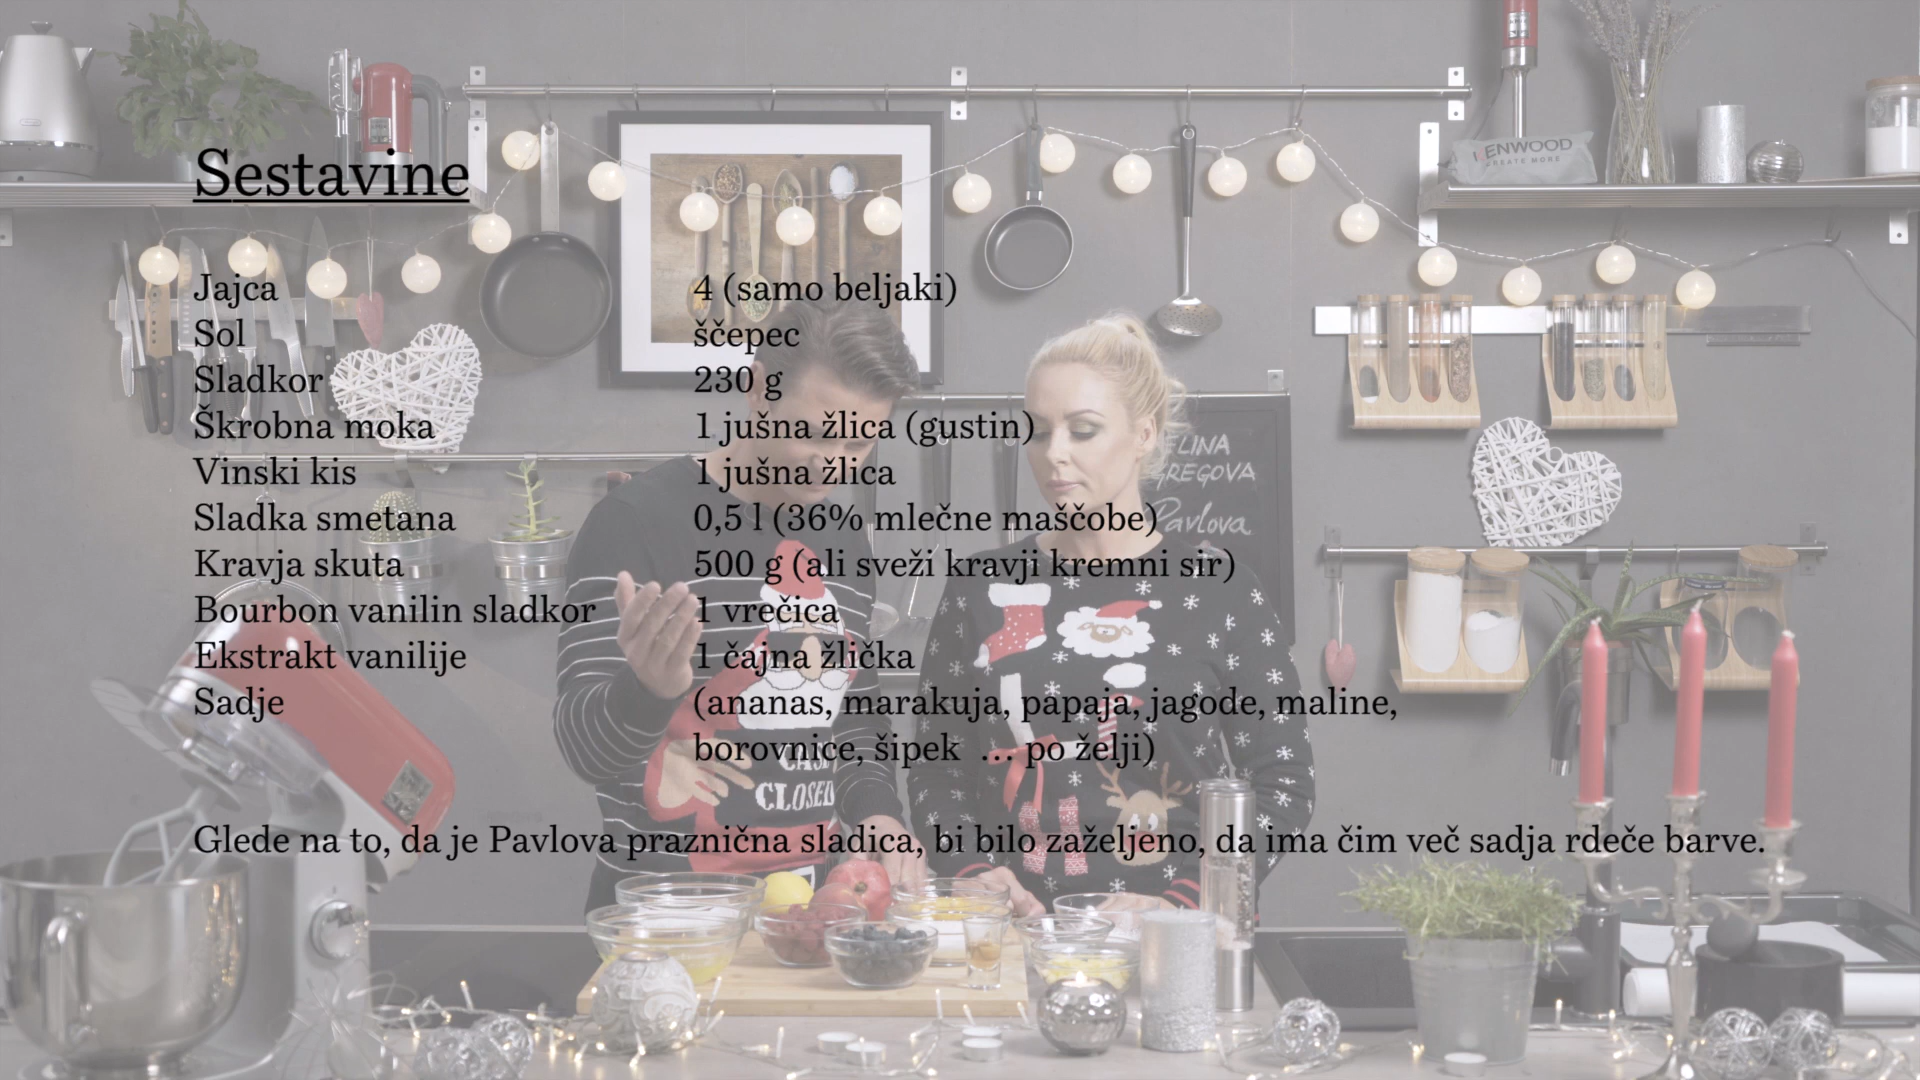 KENWOOD
CREATE MORE
Sestavine
Jajca 4 (samo beljaki)
Sol ščepec
Sladkor 230 g
Škrobna moka 1 jušna žlica (gustin)
Vinski kis 1 jušna žlica
Sladka smetana 0,5 l (36% mlečne maščobe)
Kravja skuta 500 g (ali sveži kravji kremni sir)
Bourbon vanilin sladkor 1 vrečica
Ekstrakt vanilije 1 čajna žlička
Sadje (ananas, marakuja, papaja, jagode, maline,
borovnice, šipek … po želji)
Glede na to, da je Pavlova praznična sladica, bi bilo zaželjeno, da ima čim več sadja rdeče barve.
ELINA
GREGOVA
Pavlova
CLOSED